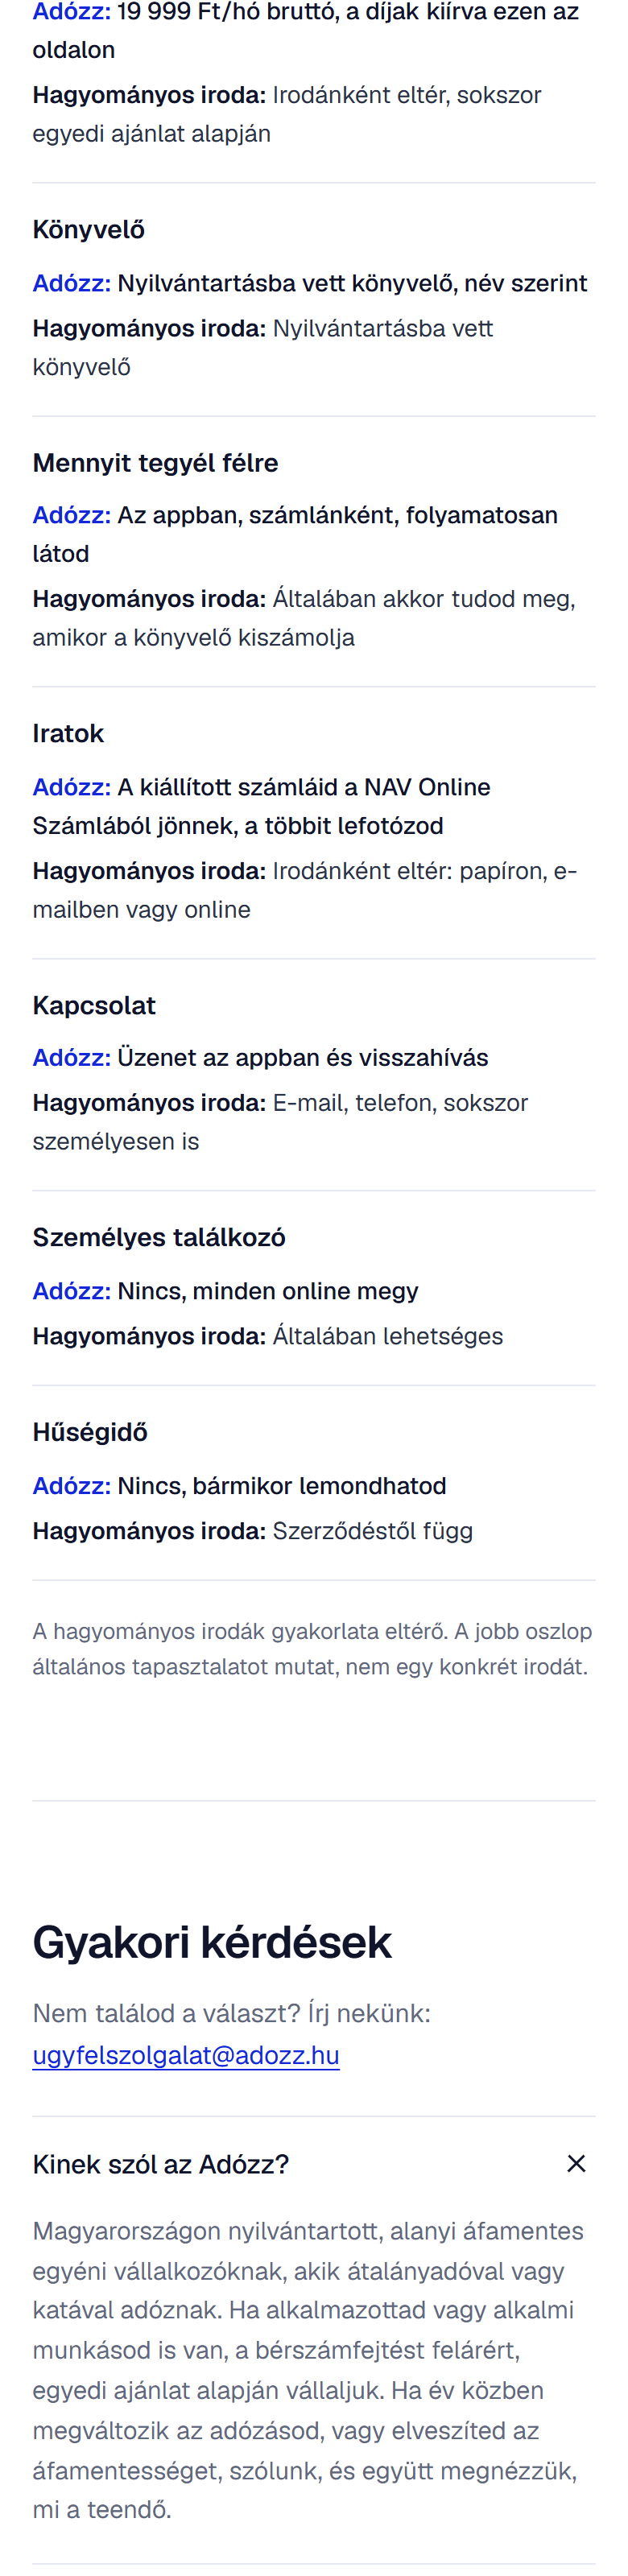 Adózz: 19 999 Ft/hó bruttó, a díjak kiírva ezen az
oldalon
Hagyományos iroda: Irodánként eltér, sokszor
egyedi ajánlat alapján
Könyvelő
Adózz: Nyilvántartásba vett könyvelő, név szerint
Hagyományos iroda: Nyilvántartásba vett
könyvelő
Mennyit tegyél félre
Adózz: Az appban, számlánként, folyamatosan
látod
Hagyományos iroda: Általában akkor tudod meg,
amikor a könyvelő kiszámolja
Iratok
Adózz: A kiállított számláid a NAV Online
Számlából jönnek, a többit lefotózod
Hagyományos iroda: Irodánként eltér: papíron, e-
mailben vagy online
Kapcsolat
Adózz: Üzenet az appban és visszahívás
Hagyományos iroda: E-mail, telefon, sokszor
személyesen is
Személyes találkozó
Adózz: Nincs, minden online megy
Hagyományos iroda: Általában lehetséges
Hűségidő
Adózz: Nincs, bármikor lemondhatod
Hagyományos iroda: Szerződéstől függ
A hagyományos irodák gyakorlata eltérő. A jobb oszlop
általános tapasztalatot mutat, nem egy konkrét irodát.
Gyakori kérdések
Nem találod a választ? Írj nekünk:
ugyfelszolgalat@adozz.hu
Kinek szól az Adózz?
Magyarországon nyilvántartott, alanyi áfamentes
egyéni vállalkozóknak, akik átalányadóval vagy
katával adóznak. Ha alkalmazottad vagy alkalmi
munkásod is van, a bérszámfejtést felárért,
egyedi ajánlat alapján vállaljuk. Ha év közben
megváltozik az adózásod, vagy elveszíted az
áfamentességet, szólunk, és együtt megnézzük,
mi a teendő.